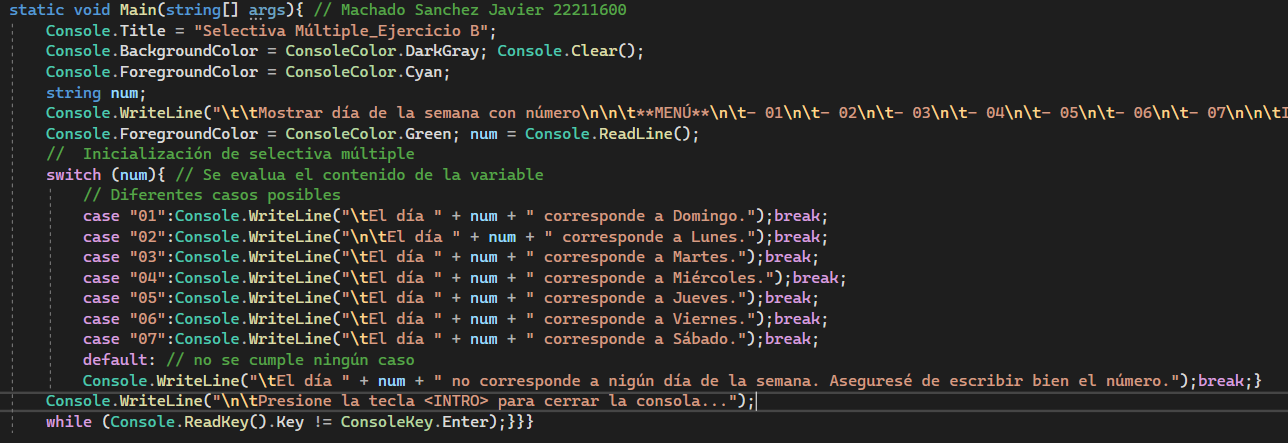 static void Main(string[] args){ // Machado Sanchez Javier 22211600
Console.Title = "Selectiva Múltiple_Ejercicio B";
Console.BackgroundColor = ConsoleColor.DarkGray; Console.Clear();
Console.ForegroundColor = ConsoleColor.Cyan;
string num;
Console.WriteLine("\t\tMostrar día de la semana con número\n\n\t**MENÚ**\n\t- 01\n\t- 02\n\t- 03\n\t- 04\n\t- 05\n\t- 06\n\t- 07\n\n\tI
Console.ForegroundColor = ConsoleColor.Green; num = Console.ReadLine();
//  Inicialización de selectiva múltiple
switch (num){ // Se evalua el contenido de la variable
// Diferentes casos posibles
case "01":Console.WriteLine("\tEl día " + num + " corresponde a Domingo.");break;
case "02":Console.WriteLine("\n\tEl día " + num + " corresponde a Lunes.");break;
case "03":Console.WriteLine("\tEl día " + num + " corresponde a Martes.");break;
case "04":Console.WriteLine("\tEl día " + num + " corresponde a Miércoles.");break;
case "05":Console.WriteLine("\tEl día " + num + " corresponde a Jueves.");break;
case "06":Console.WriteLine("\tEl día " + num + " corresponde a Viernes.");break;
case "07":Console.WriteLine("\tEl día " + num + " corresponde a Sábado.");break;
default: // no se cumple ningún caso
Console.WriteLine("\tEl día " + num + " no corresponde a nigún día de la semana. Aseguresé de escribir bien el número.");break;}
Console.WriteLine("\n\tPresione la tecla <INTRO> para cerrar la consola...");
while (Console.ReadKey().Key != ConsoleKey.Enter);}}}